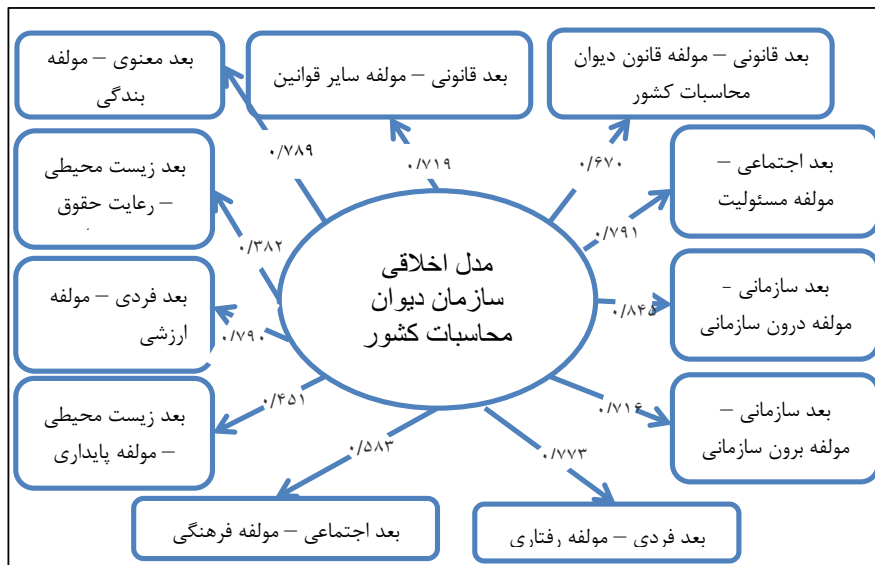 بعد قانونی – مولفه قانون دیوان
محاسبات کشور
بعد قانونی – مولفه سایر قوانین
بعد معنوی – مولفه
بندگی
۰/۶۷۰
۰/۷۱۹
۰/۷۸۹
بعد اجتماعی –
مولفه مسئولیت
۰/۷۹۱
بعد زیست محیطی
– رعایت حقوق
۰/۳۸۲
مدل اخلاقی
سازمان دیوان
محاسبات کشور
بعد سازمانی -
مولفه درون سازمانی
۰/۸۴۵
بعد فردی – مولفه
ارزشی
۰/۷۹۰
بعد سازمانی –
مولفه برون سازمانی
۰/۷۱۶
بعد زیست محیطی
– مولفه پایداری
۰/۴۵۱
۰/۷۷۳
۰/۵۸۳
بعد فردی – مولفه رفتاری
بعد اجتماعی – مولفه فرهنگی